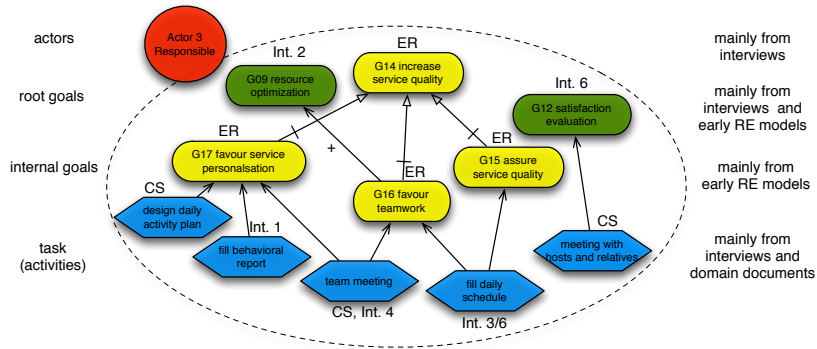 actors
Actor 3
Responsible
Int. 2
ER
mainly from
interviews
G14 increase
service quality
root goals
G09 resource
optimization
Int. 6
G12 satisfaction
evaluation
mainly from
interviews and
early RE models
ER
+
ER
internal goals
G17 favour service
personalisation
ER
G15 assure
service quality
mainly from
early RE models
G16 favour
teamwork
CS
design daily
activity plan
Int. 1
CS
task
(activities)
fill behavioral
report
meeting with
hosts and relatives
mainly from
interviews and
domain documents
team meeting
fill daily
schedule
CS, Int. 4
Int. 3/6